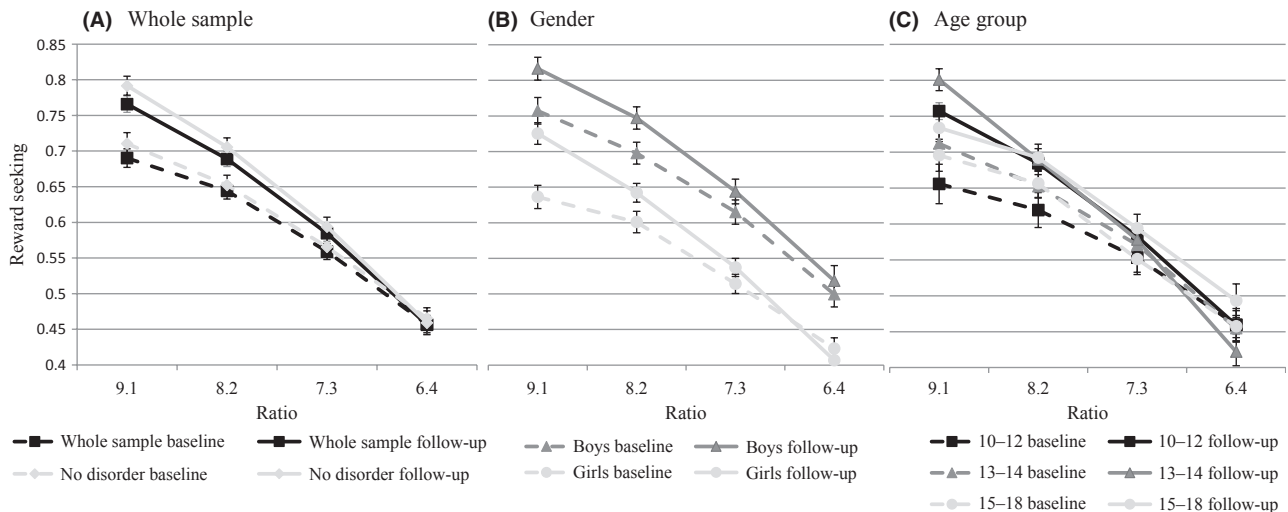 (A) Whole sample
(B) Gender
(C) Age group
Reward seeking
0.85
0.8
0.75
0.7
0.65
0.6
0.55
0.5
0.45
0.4
9.1 8.2 7.3 6.4
Ratio
9.1 8.2 7.3 6.4
Ratio
9.1 8.2 7.3 6.4
Ratio
Whole sample baseline Whole sample follow-up
No disorder baseline No disorder follow-up
Boys baseline Boys follow-up
Girls baseline Girls follow-up
10–12 baseline 10–12 follow-up
13–14 baseline 13–14 follow-up
15–18 baseline 15–18 follow-up